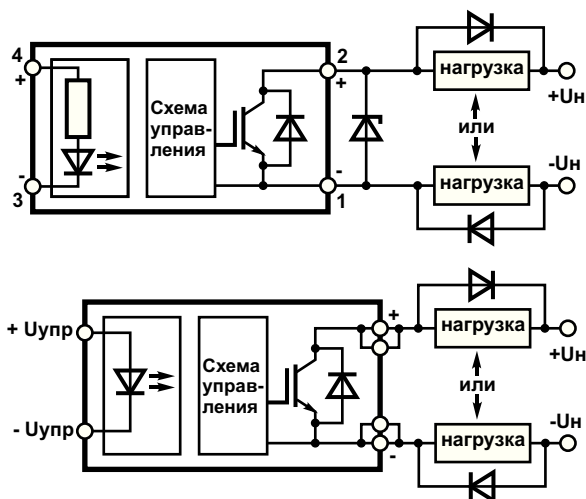 4
+
-
3
Схема
управ-
ления
2
+
-
1
нагрузка
+Uн
или
-Uн
нагрузка
+ Uупр
- Uупр
Схема
управ-
ления
+
-
нагрузка
+Uн
или
-Uн
нагрузка